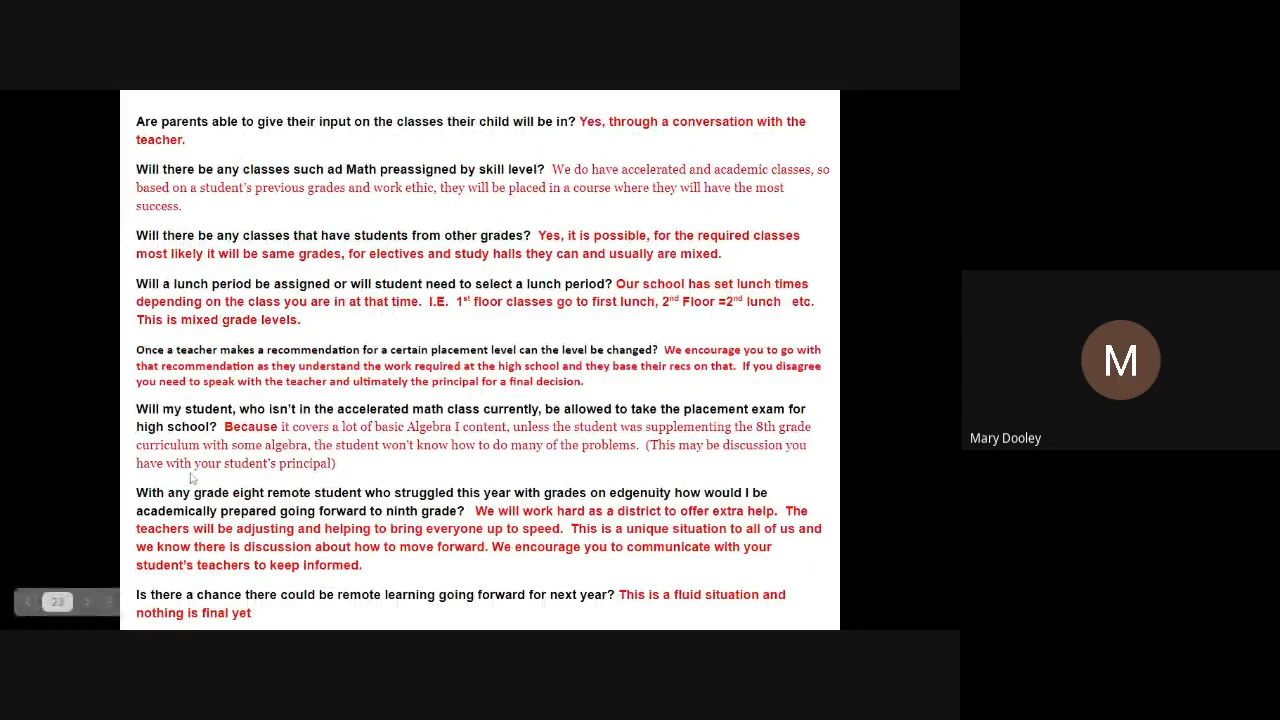 Are parents able to give their input on the classes their child will be in? Yes, through a conversation with the
teacher.
Will there be any classes such ad Math preassigned by skill level? We do have accelerated and academic classes, so
based on a student's previous grades and work ethic, they will be placed in a course where they will have the most
success.
Will there be any classes that have students from other grades? Yes, it is possible, for the required classes
most likely it will be same grades, for electives and study halls they can and usually are mixed.
Will a lunch period be assigned or will student need to select a lunch period? Our school has set lunch times
depending on the class you are in at that time. I.E. 1st floor classes go to first lunch, 2nd Floor =2nd lunch etc.
This is mixed grade levels.
Once a teacher makes a recommendation for a certain placement level can the level be changed? We encourage you to go with
that recommendation as they understand the work required at the high school and they base their recs on that. If you disagree
you need to speak with the teacher and ultimately the principal for a final decision.
Will my student, who isn't in the accelerated math class currently, be allowed to take the placement exam for
high school? Because it covers a lot of basic Algebra I content, unless the student was supplementing the 8th grade
curriculum with some algebra, the student won't know how to do many of the problems. (This may be discussion you
have with your student's principal)
With any grade eight remote student who struggled this year with grades on edgenuity how would I be
academically prepared going forward to ninth grade? We will work hard as a district to offer extra help. The
teachers will be adjusting and helping to bring everyone up to speed. This is a unique situation to all of us and
we know there is discussion about how to move forward. We encourage you to communicate with your
student's teachers to keep informed.
Is there a chance there could be remote learning going forward for next year? This is a fluid situation and
nothing is final yet
23
M
Mary Dooley